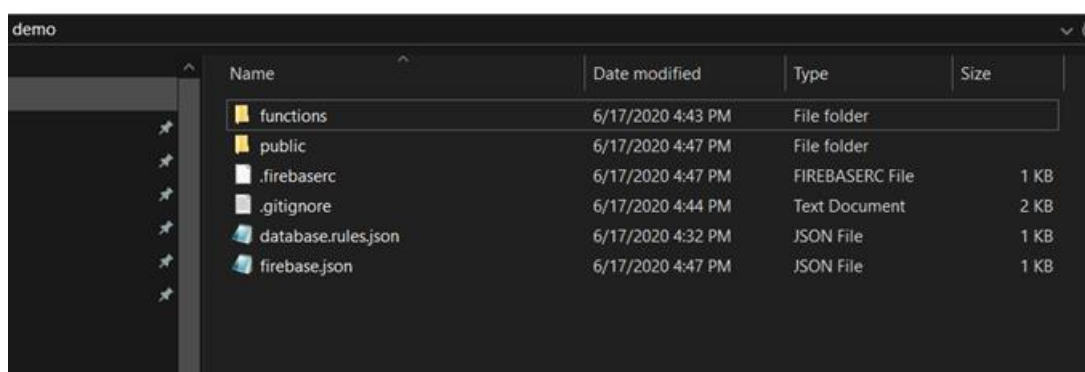 demo
Name Date modified Type Size
functions 6/17/2020 4:43 PM File folder
public 6/17/2020 4:47 PM File folder
.firebaserc 6/17/2020 4:47 PM FIREBASERC File 1 KB
.gitignore 6/17/2020 4:44 PM Text Document 2 KB
database.rules.json 6/17/2020 4:32 PM JSON File 1 KB
firebase.json 6/17/2020 4:47 PM JSON File 1 KB